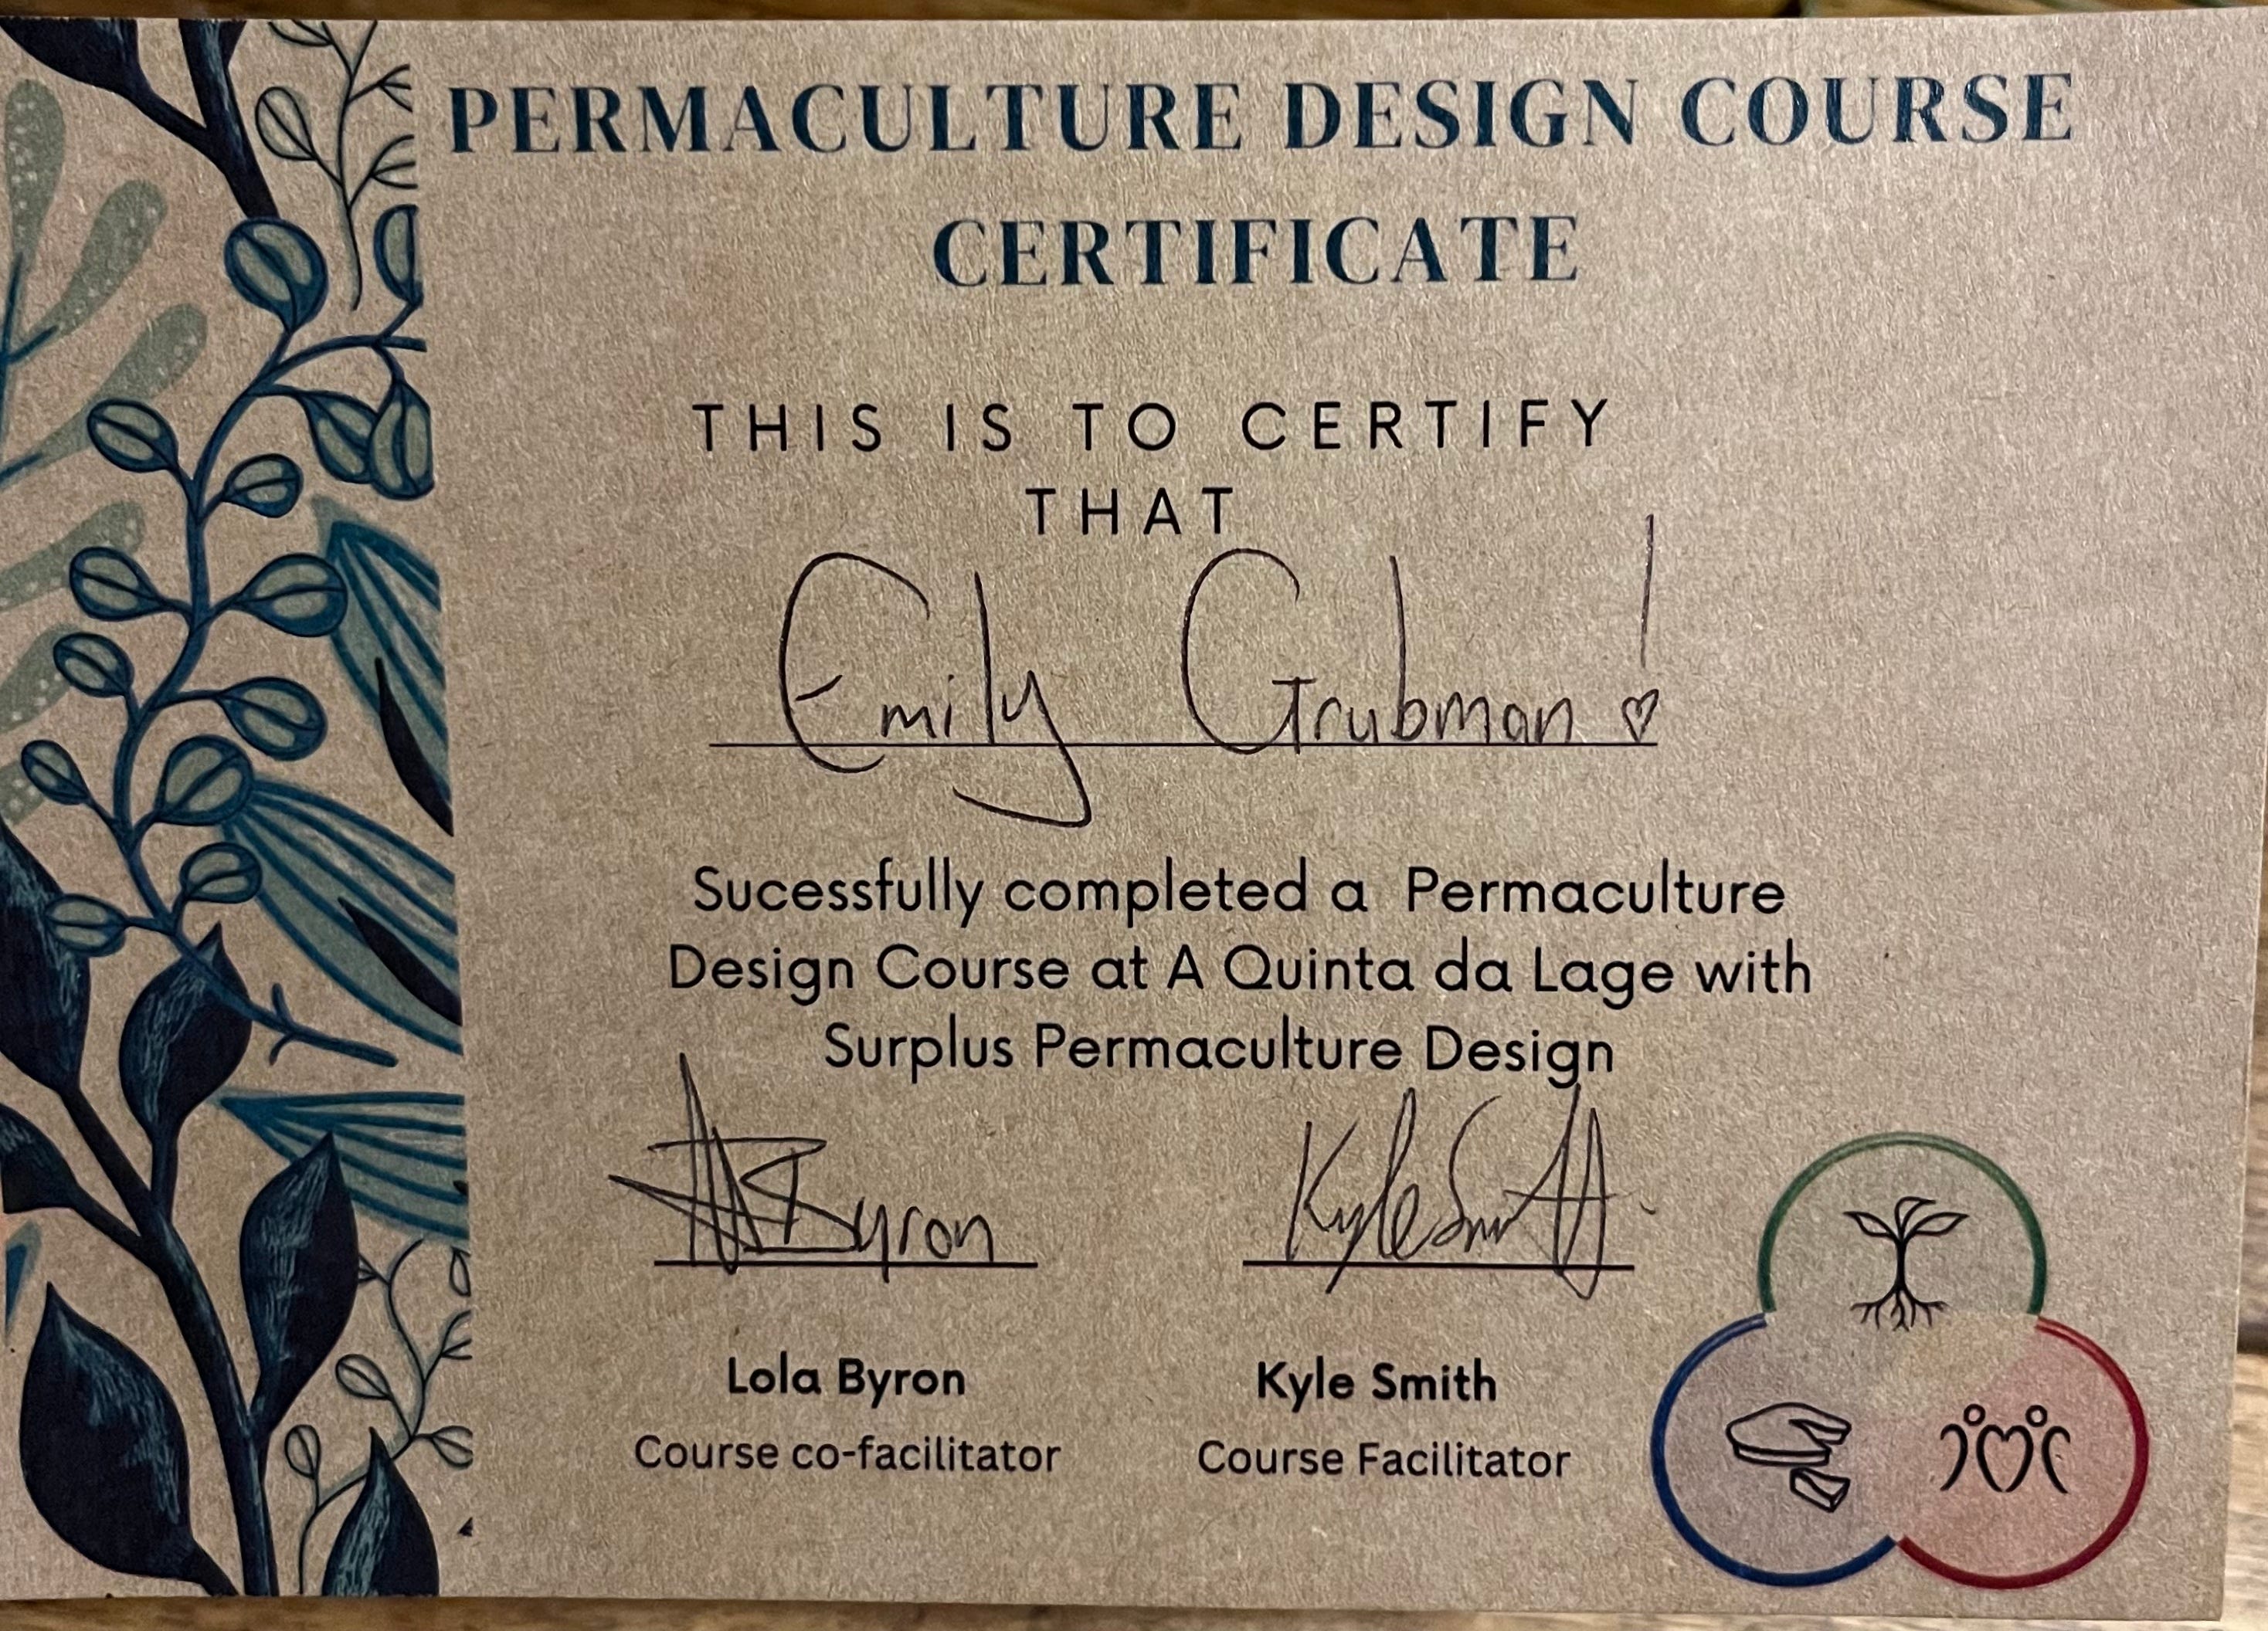 PERMACULTURE DESIGN COURSE
CERTIFICATE
THIS IS TO CERTIFY
THAT
Emily Grubman!
Sucessfully completed a Permaculture
Design Course at A Quinta da Lage with
Surplus Permaculture Design
Byron Kyle Smith
Lola Byron Kyle Smith
Course co-facilitator Course Facilitator